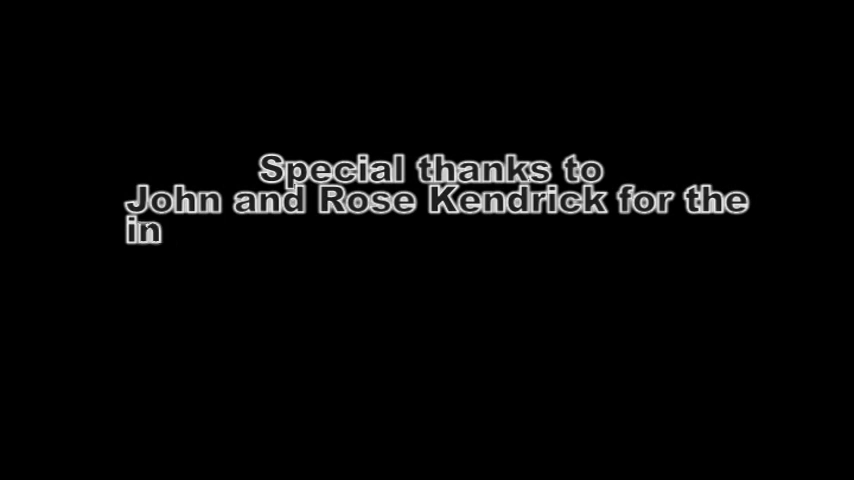 Special thanks to
John and Rose Kendrick for the
in